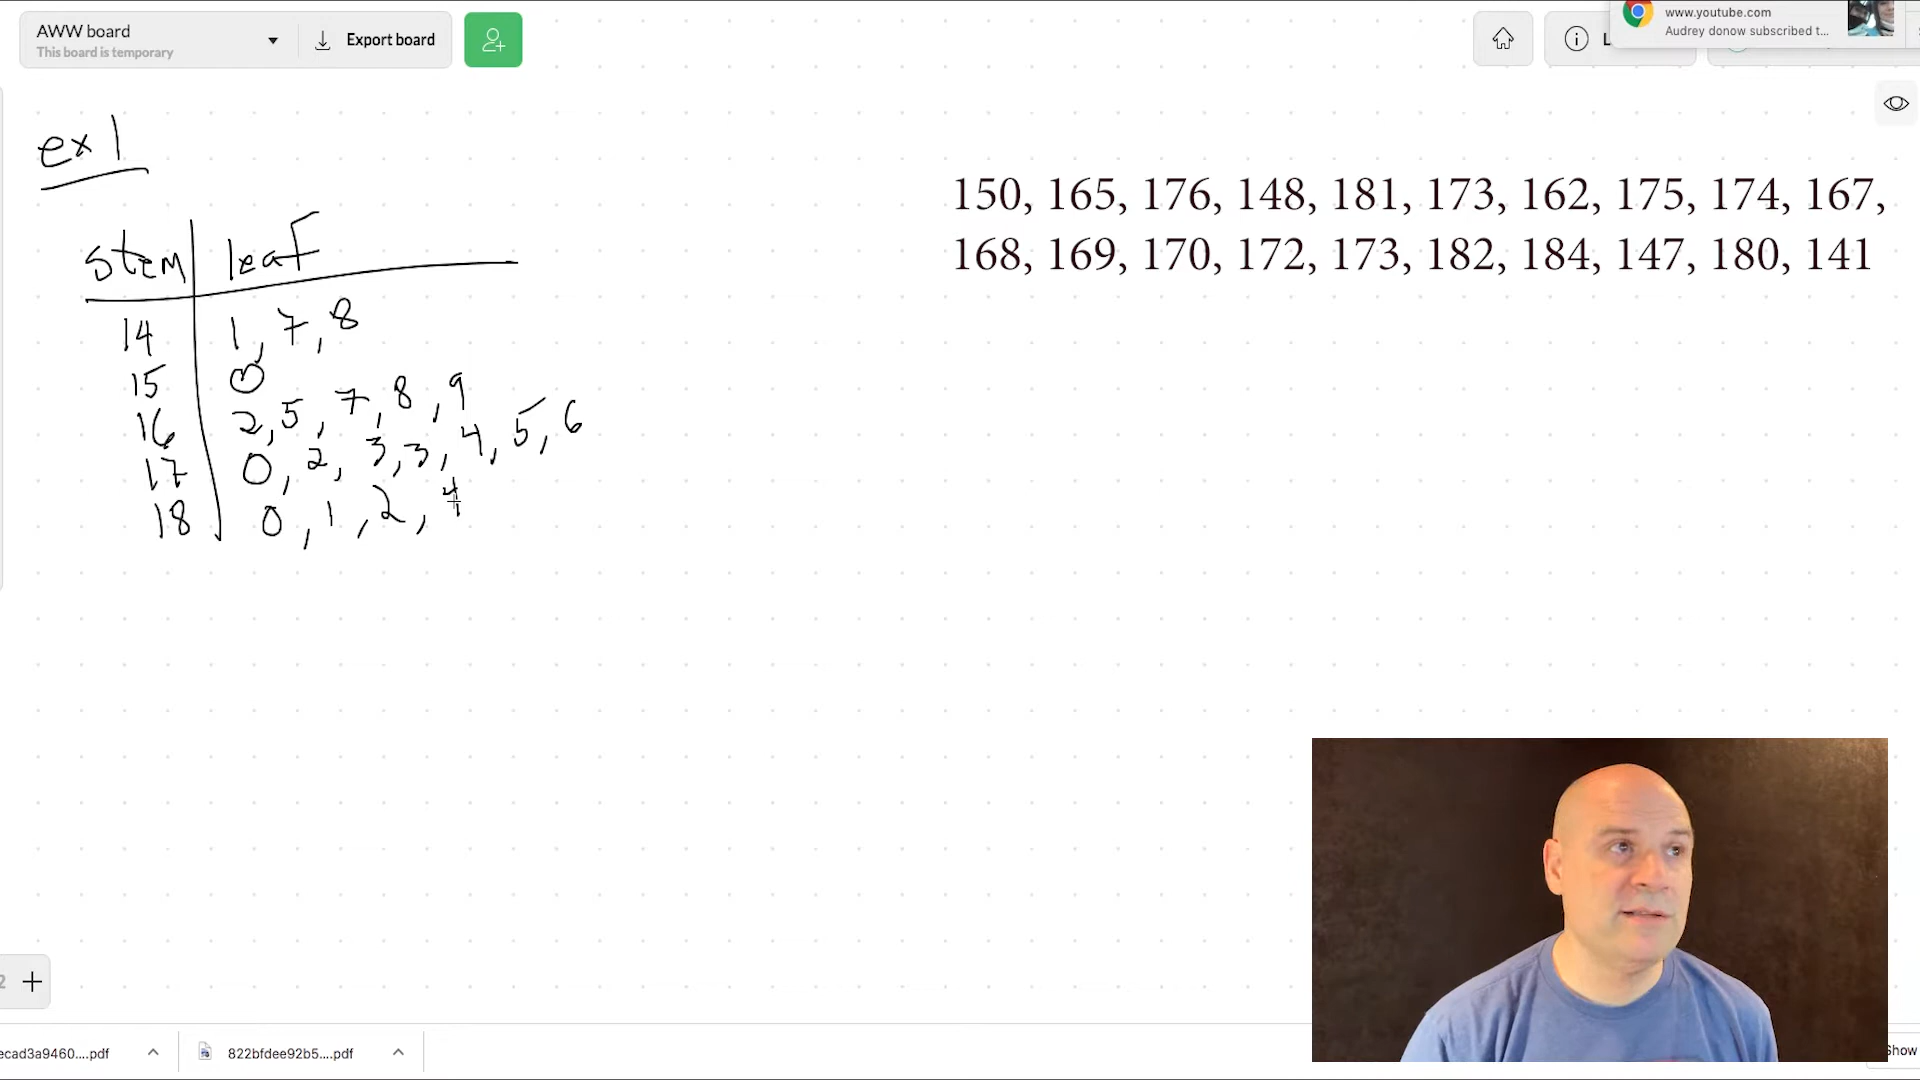 AWW board
This board is temporary
Export board
www.youtube.com
Audrey donow subscribed t...
ex 1
stem leaf
14 1, 7, 8
15 0
16 2, 5, 7, 8, 9
17 0, 2, 3, 3, 4, 5, 6
18 0, 1, 2, 4
150, 165, 176, 148, 181, 173, 162, 175, 174, 167,
168, 169, 170, 172, 173, 182, 184, 147, 180, 141
2
ecad3a9460....pdf
822bfdee92b5....pdf
Show